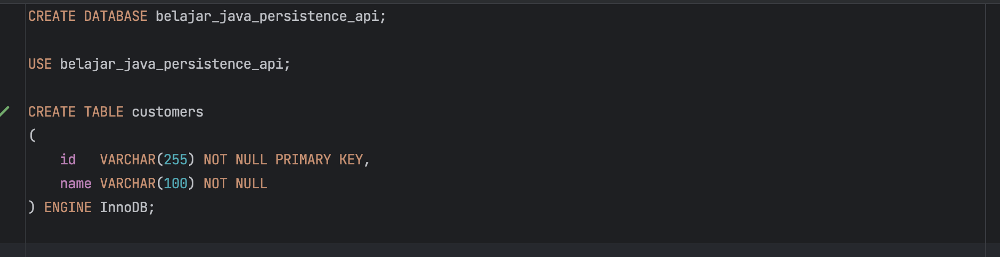 CREATE DATABASE belajar_java_persistence_api;
USE belajar_java_persistence_api;
CREATE TABLE customers
(
    id   VARCHAR(255) NOT NULL PRIMARY KEY,
    name VARCHAR(100) NOT NULL
) ENGINE InnoDB;